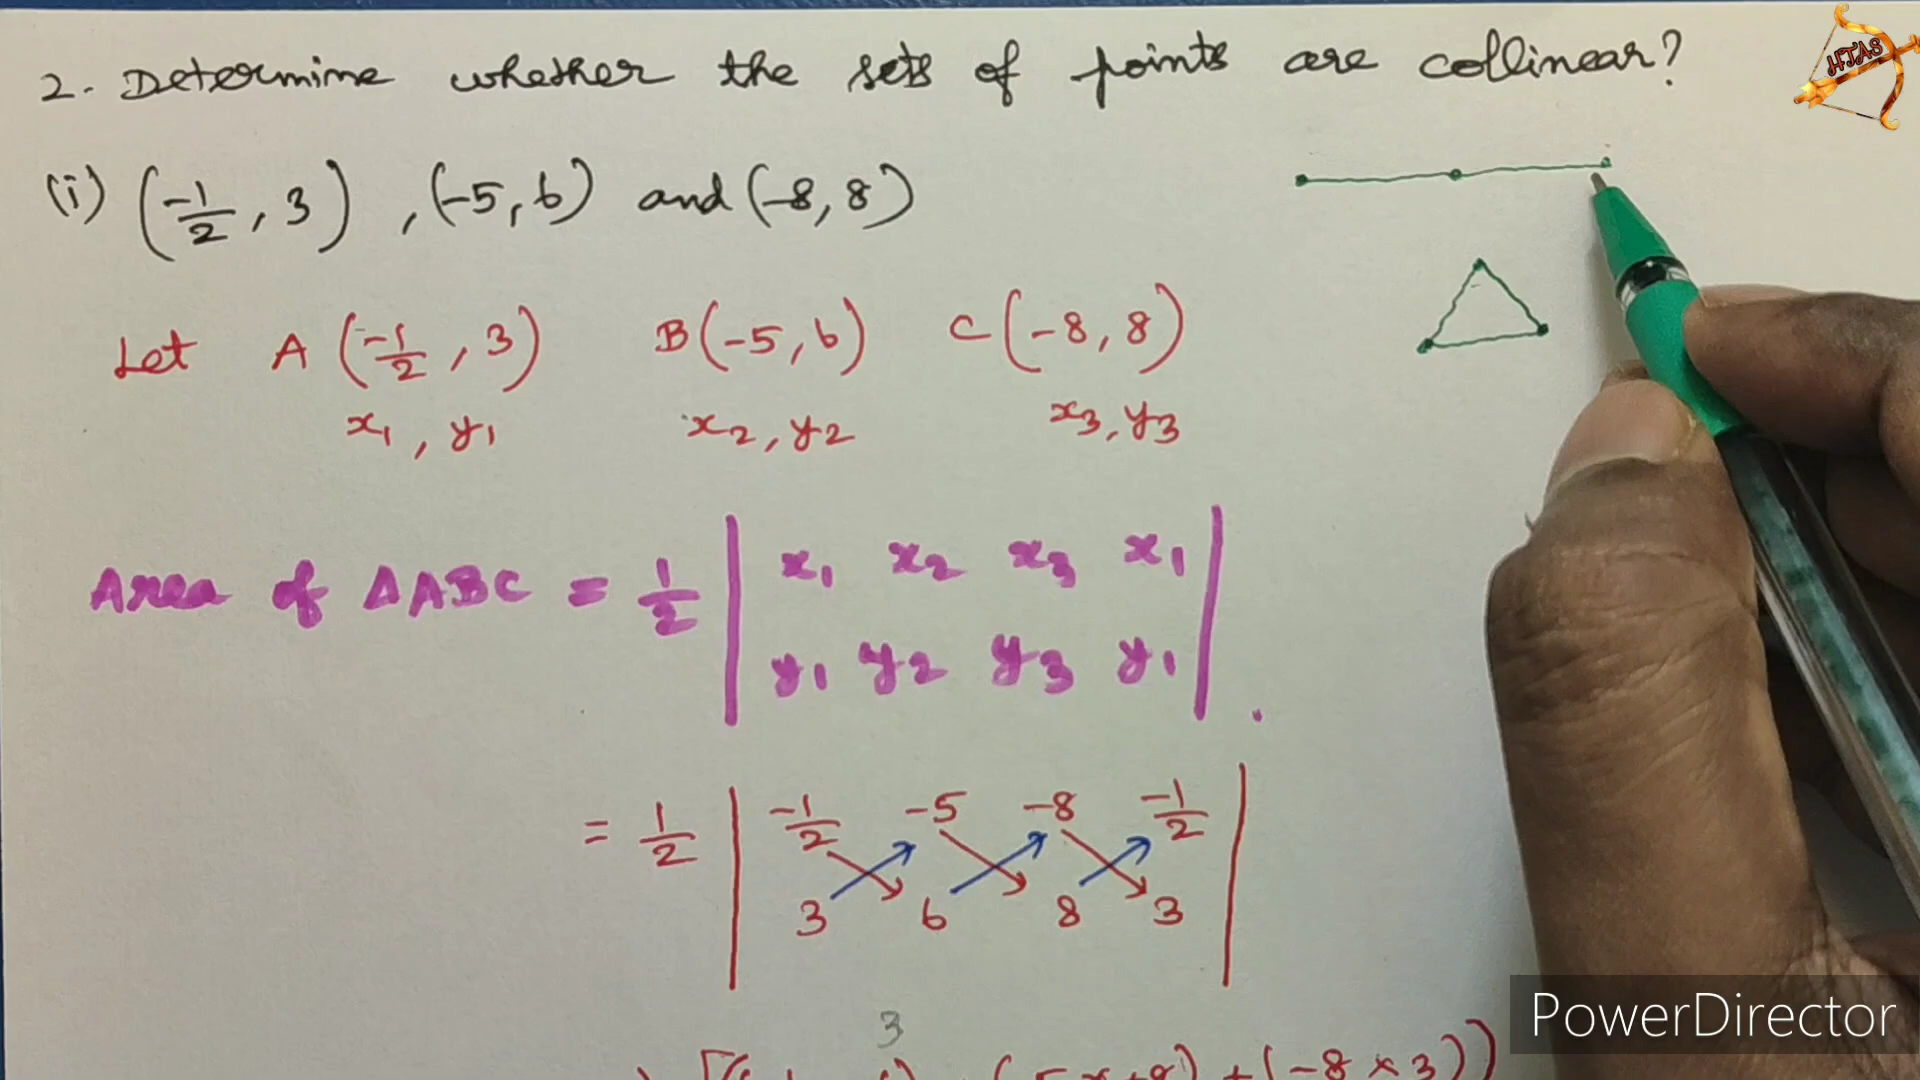 2. Determine whether the sets of points are collinear?
HTAS
(i) (-1/2, 3), (-5, 6) and (-8, 8)
Let A (-1/2, 3) B(-5, 6) C(-8, 8)
x1, y1 x2, y2 x3, y3
Area of ΔABC = 1/2 | x1 x2 x3 x1
y1 y2 y3 y1 | .
= 1/2 | -1/2 -5 -8 -1/2
3 6 8 3 |
3
+ (-8 × 3))
PowerDirector